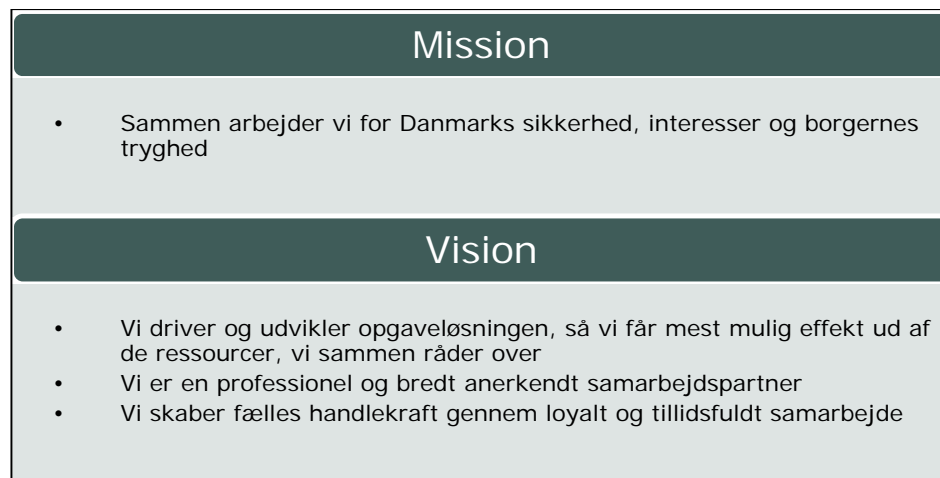 Mission
• Sammen arbejder vi for Danmarks sikkerhed, interesser og borgernes
tryghed
Vision
• Vi driver og udvikler opgaveløsningen, så vi får mest mulig effekt ud af
de ressourcer, vi sammen råder over
• Vi er en professionel og bredt anerkendt samarbejdspartner
• Vi skaber fælles handlekraft gennem loyalt og tillidsfuldt samarbejde